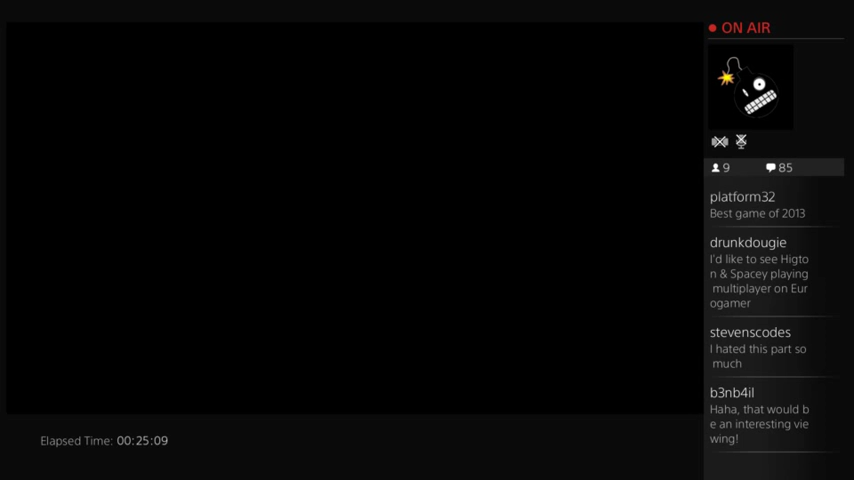 ON AIR
9 85
platform32
Best game of 2013
drunkdougie
I'd like to see Higto
n & Spacey playing
multiplayer on Eur
ogamer
stevenscodes
I hated this part so
much
b3nb4il
Haha, that would b
e an interesting vie
wing!
Elapsed Time: 00:25:09